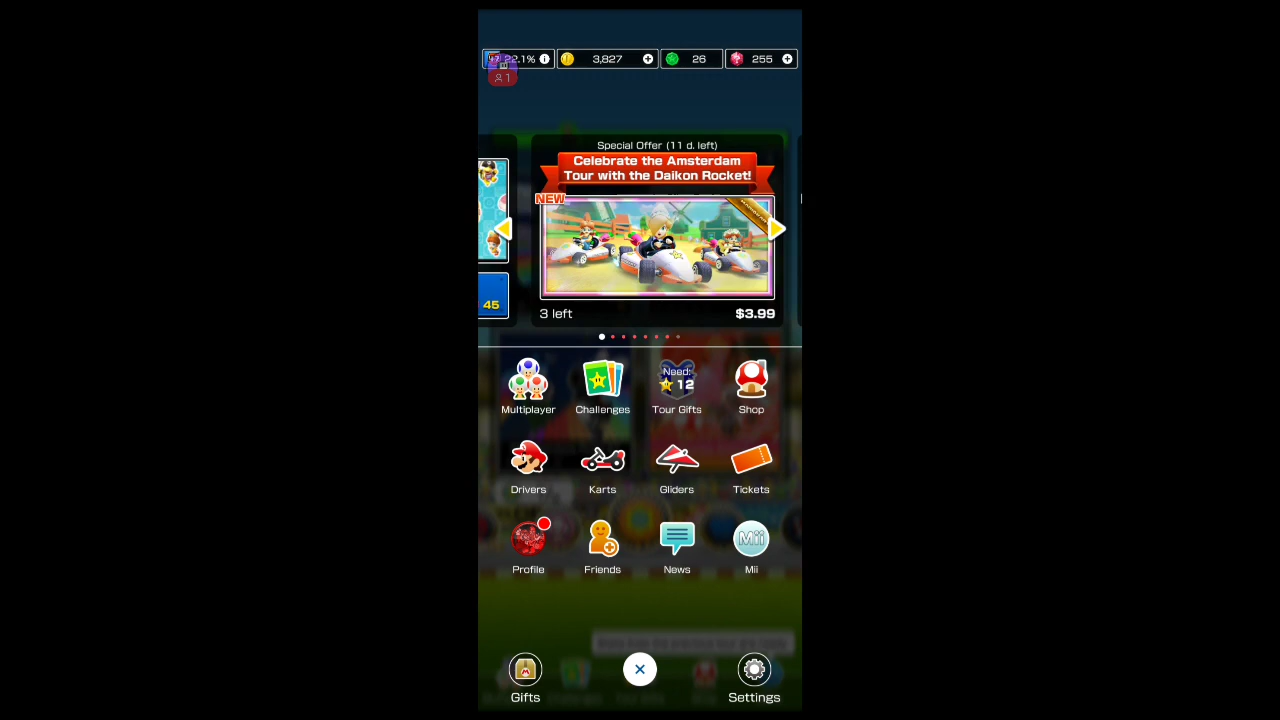 22.1%
3,827
26
255
1
Special Offer (11 d. left)
Celebrate the Amsterdam
Tour with the Daikon Rocket!
NEW
45
3 left
$3.99
Need:
12
Multiplayer
Challenges
Tour Gifts
Shop
Drivers
Karts
Gliders
Tickets
Mii
Profile
Friends
News
Mii
Gifts
Settings